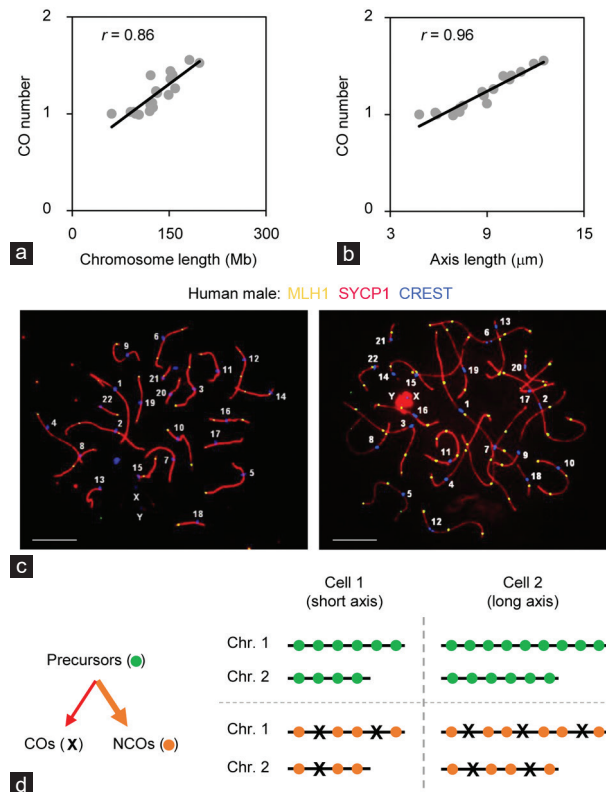 2
r = 0.86
1
0
CO number
0
150
300
Chromosome length (Mb)
a
2
r = 0.96
1
0
CO number
3
9
15
Axis length (μm)
b
Human male: MLH1 SYCP1 CREST
9
6
21
11
12
1
20
3
14
22
19
4
2
16
10
17
8
15
7
5
13
X
Y
18
13
21
6
22
20
14
15
19
Y
X
17
16
1
2
8
3
7
9
11
10
4
18
5
12
c
Cell 1
(short axis)
Cell 2
(long axis)
Chr. 1
Chr. 2
Precursors ( )
COs (X)
NCOs ( )
Chr. 1
X X
X X X
Chr. 2
X
X X
d